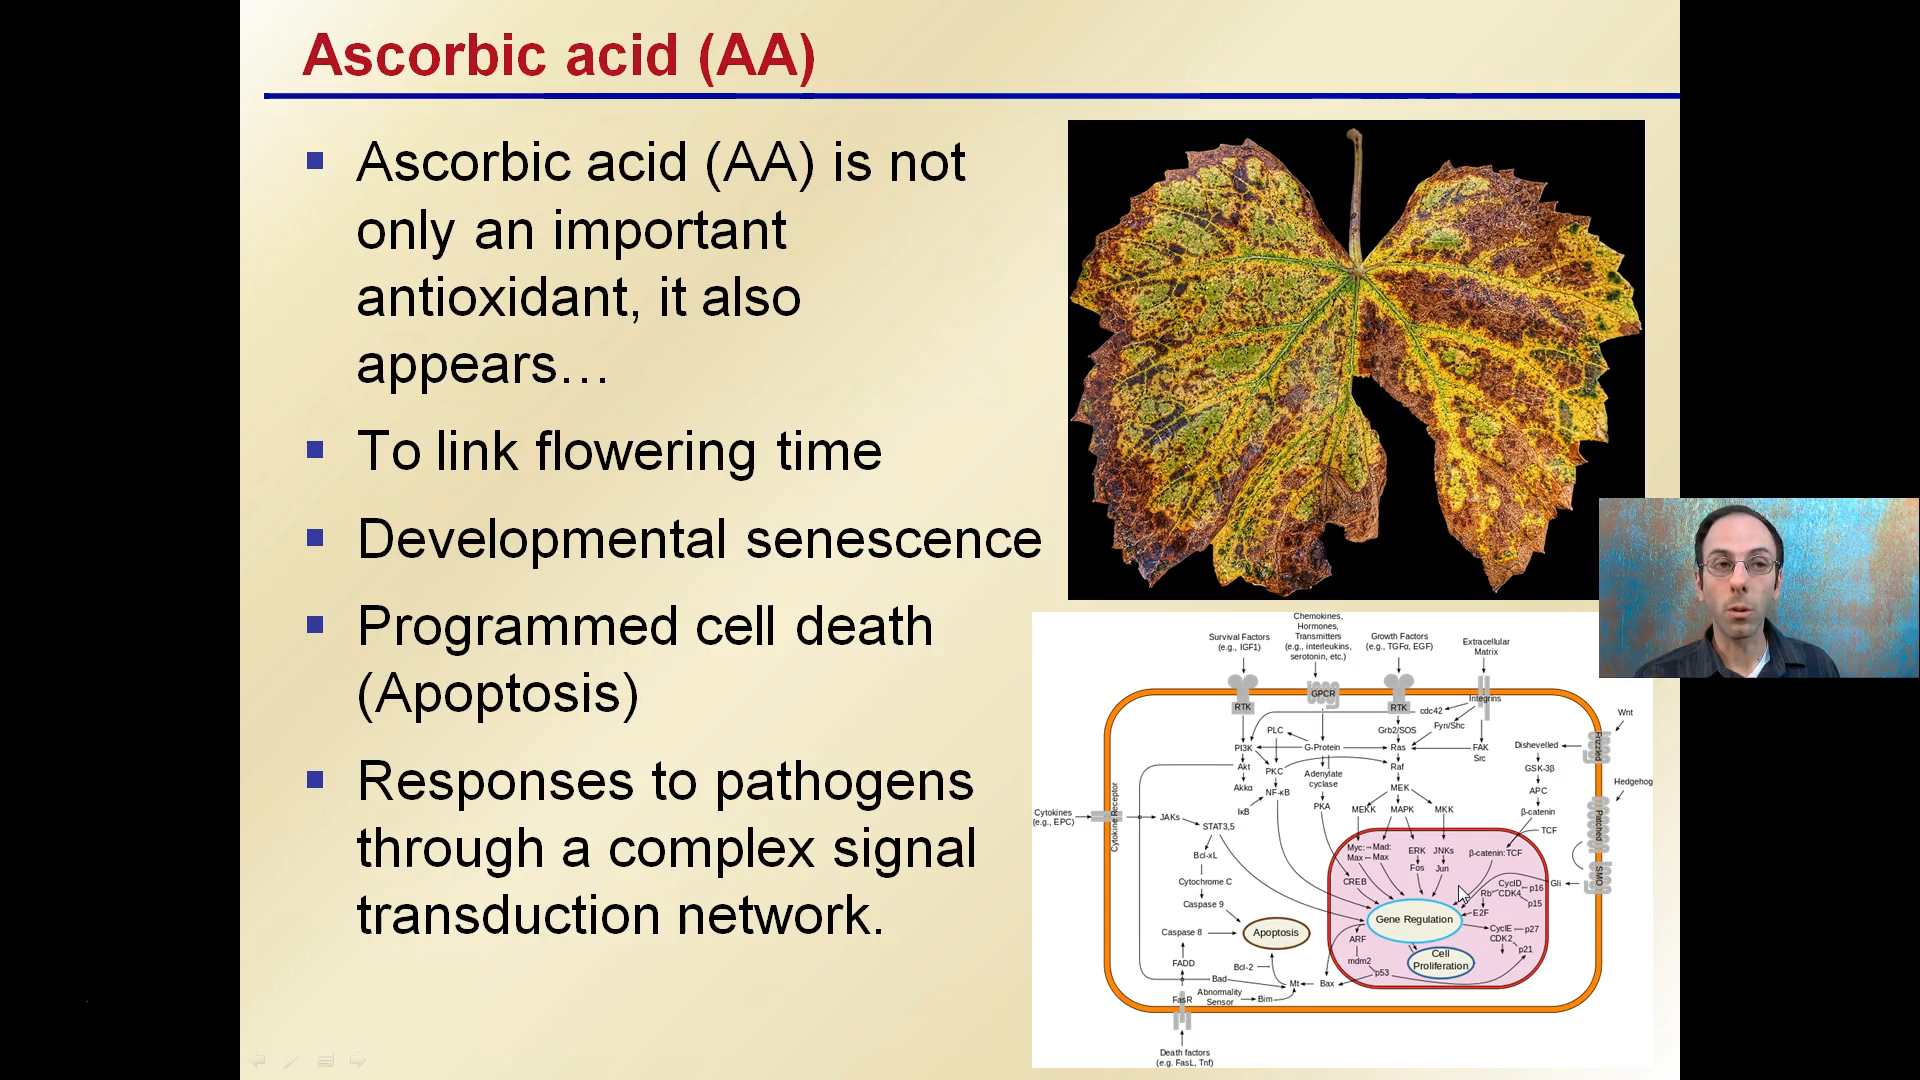 Ascorbic acid (AA)
Ascorbic acid (AA) is not
only an important
antioxidant, it also
appears…
To link flowering time
Developmental senescence
Programmed cell death
(Apoptosis)
Responses to pathogens
through a complex signal
transduction network.
Survival Factors
(e.g., IGF1)
Chemokines,
Hormones,
Transmitters
(e.g., interleukins,
serotonin, etc.)
Growth Factors
(e.g., TGFα, EGF)
Extracellular
Matrix
RTK
GPCR
RTK
Integrins
cdc42
Wnt
PLC
Grb2/SOS
Fyn/Shc
Frizzled
PI3K
G-Protein
Ras
FAK
Src
Dishevelled
Akt
PKC
Adenylate
cyclase
Raf
GSK-3β
Hedgehog
Akkα
NF-κB
MEK
APC
IκB
PKA
MEKK
MAPK
MKK
β-catenin
Cytokines
(e.g., EPC)
Cytokine Receptor
JAKs
STAT3,5
TCF
Patched
Bcl-xL
Myc:
Mad:
Max
Max
ERK
JNKs
Fos
Jun
β-catenin:TCF
Cytochrome C
CREB
CyclD
Rb
CDK4
p16
p15
Gli
SMO
Caspase 9
Gene Regulation
E2F
Caspase 8
Apoptosis
ARF
CyclE
p27
CDK2
p21
FADD
Bcl-2
mdm2
p53
Cell
Proliferation
Bad
Mt
Bax
FasR
Abnormality
Sensor
Bim
Death factors
(e.g. FasL, Tnf)